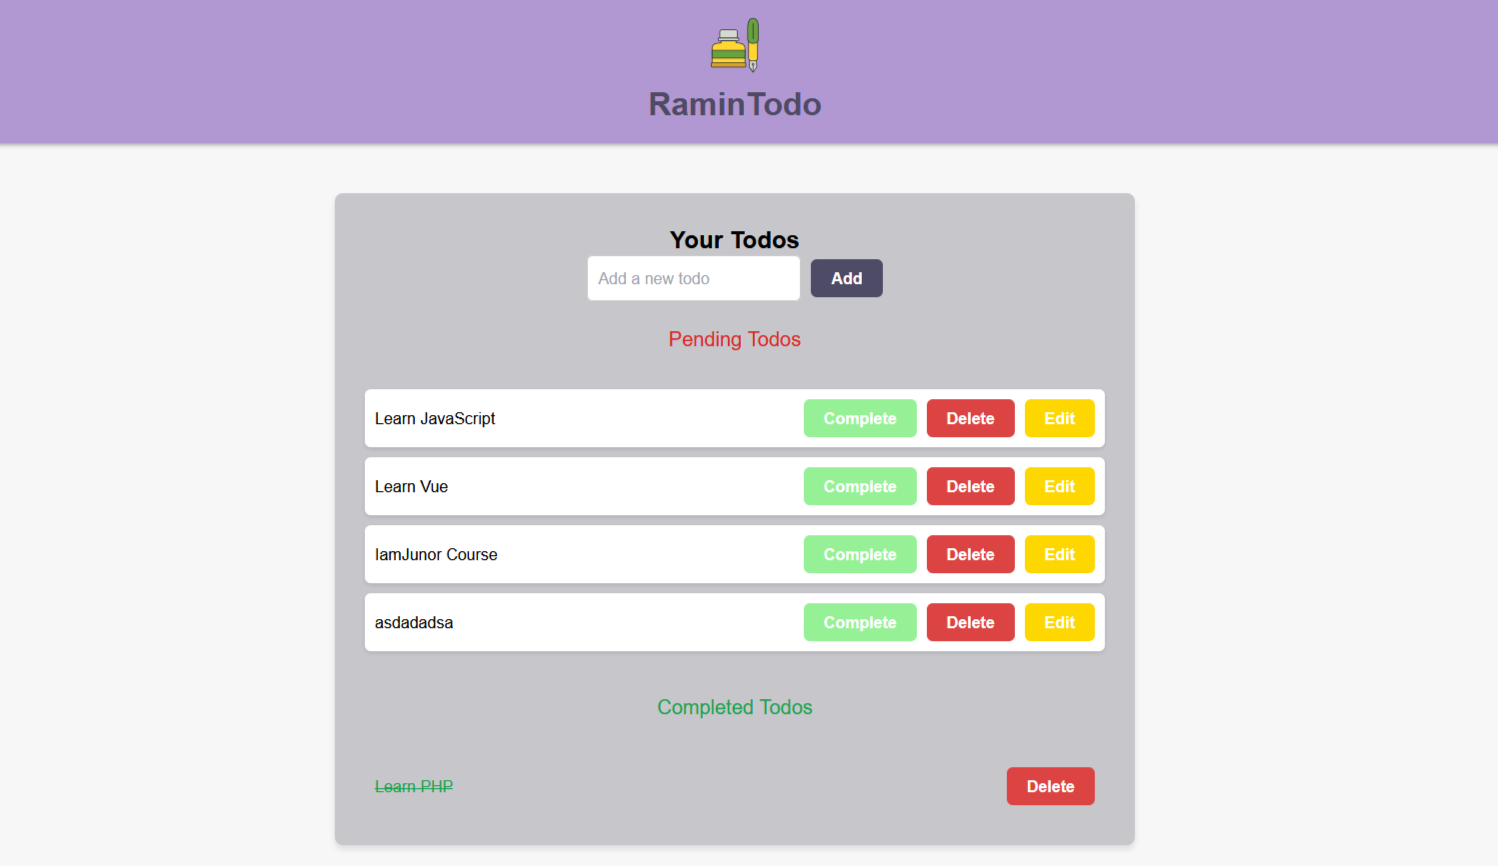 RaminTodo
Your Todos
Add a new todo Add
Pending Todos
Learn JavaScript Complete Delete Edit
Learn Vue Complete Delete Edit
IamJunor Course Complete Delete Edit
asdadadsa Complete Delete Edit
Completed Todos
Learn PHP Delete